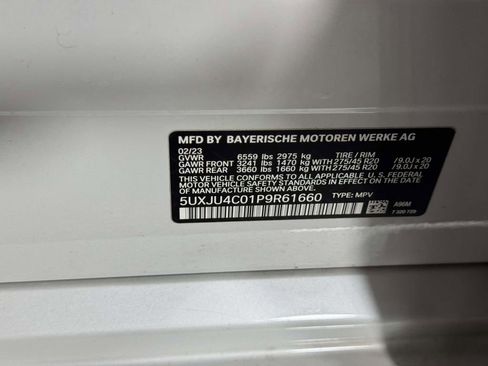 MFD BY BAYERISCHE MOTOREN WERKE AG
02/23
GVWR 6559 lbs 2975 kg TIRE / RIM
GAWR FRONT 3241 lbs 1470 kg WITH 275/45 R20 /9.0J x 20
GAWR REAR 3660 lbs 1660 kg WITH 275/45 R20 /9.0J x 20
THIS VEHICLE CONFORMS TO ALL APPLICABLE U.S. FEDERAL
MOTOR VEHICLE SAFETY STANDARDS IN EFFECT ON THE DATE
OF MANUFACTURE SHOWN ABOVE.
5UXJU4C01P9R61660 TYPE: MPV
A96M